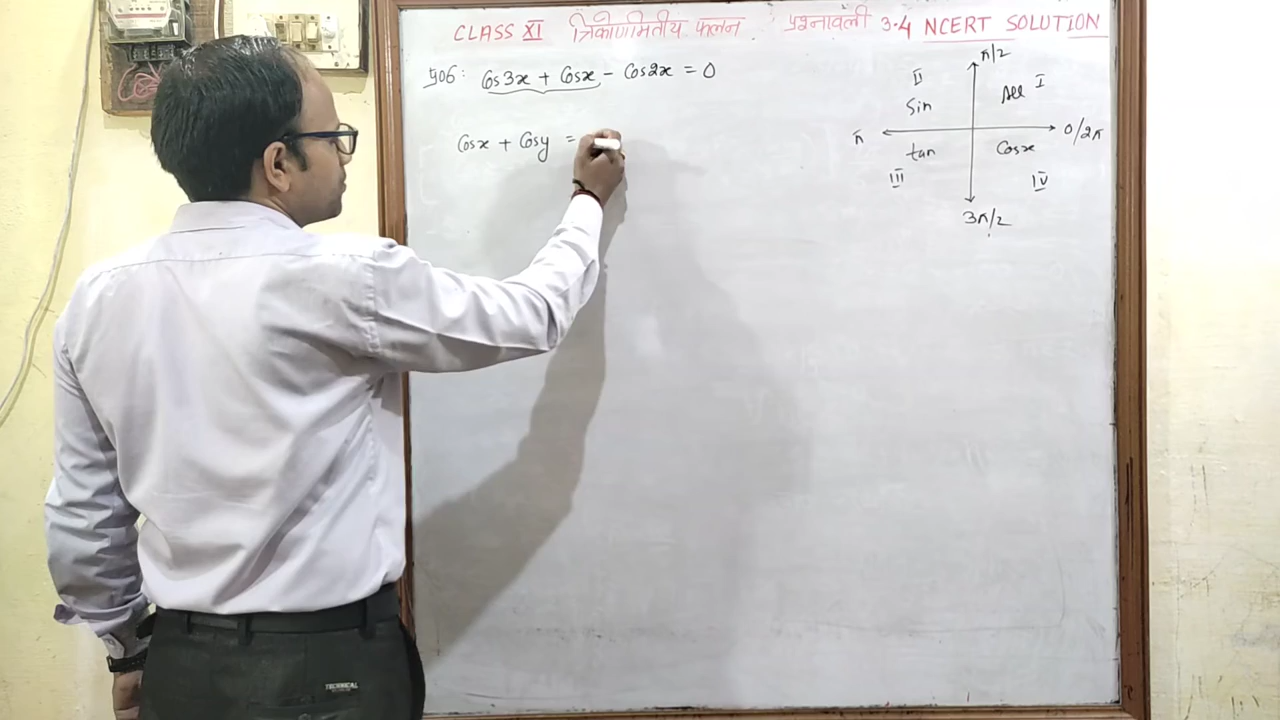 CLASS XI त्रिकोणमितीय फलन प्रश्नावली 3.4 NCERT SOLUTION
प्र06: Cos3x + Cosx - Cos2x = 0
Cosx + Cosy =
π/2
II
Sin
All I
π
0/2π
tan
Cosx
III
IV
3π/2
TECHNICAL